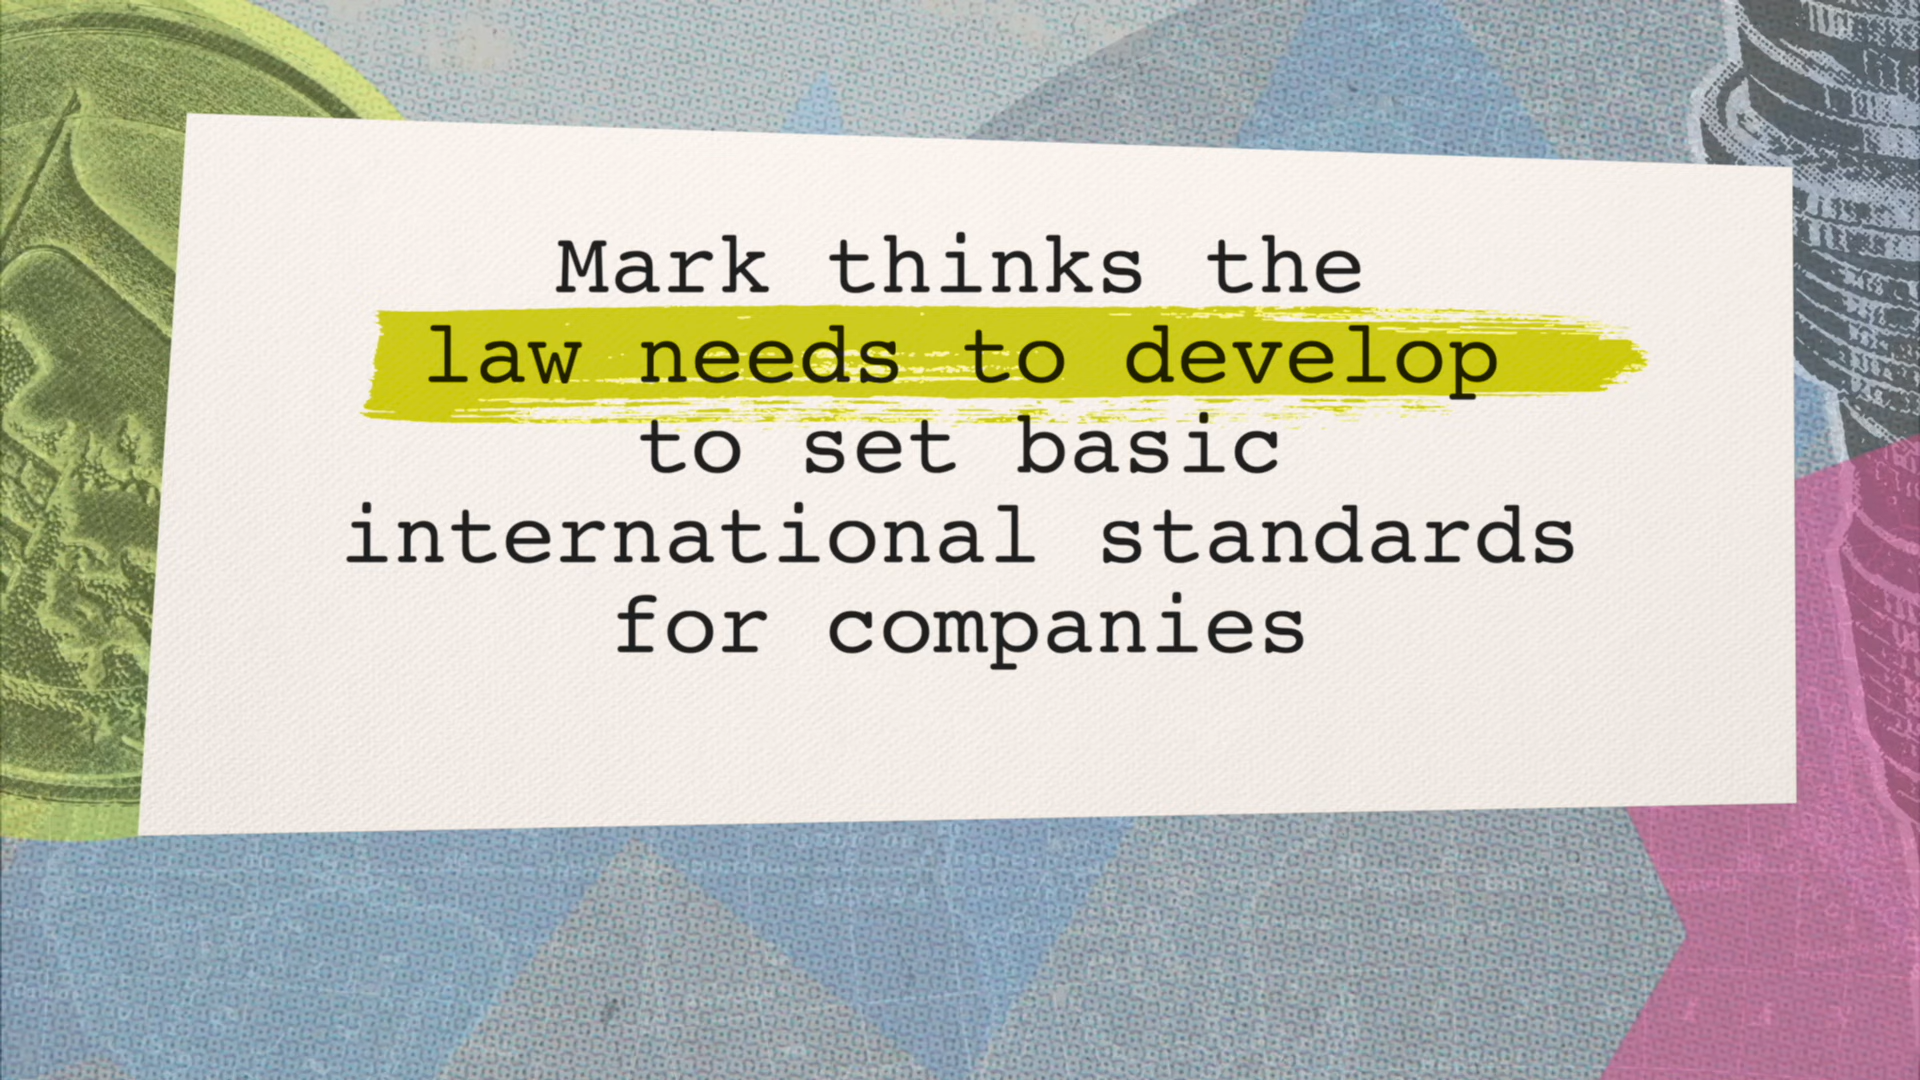 Mark thinks the
law needs to develop
to set basic
international standards
for companies